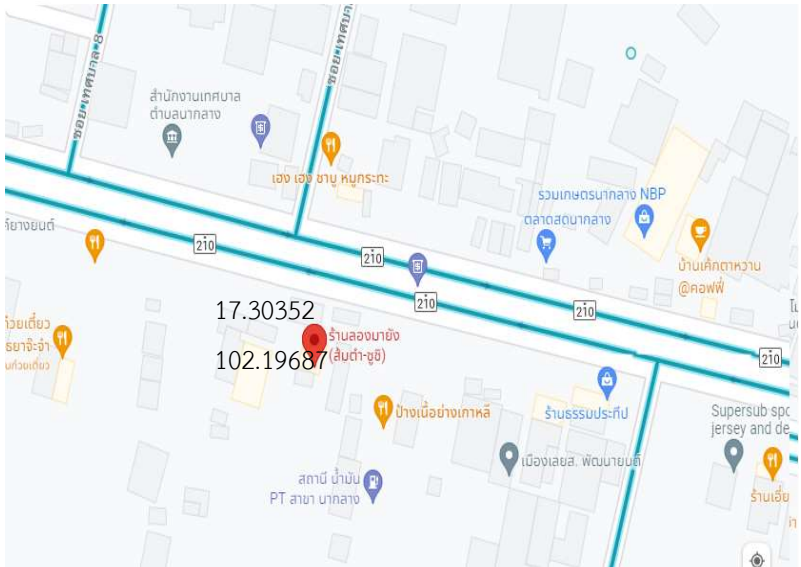 ซอย เทศบาล 8
ซอย เทศบ
สำนักงานเทศบาล
ตำบลนากลาง
เฮง เฮง ชาบู หมูกระทะ
รวมเกษตรนากลาง NBP
ตลาดสดนากลาง
บ้านเค้กตาหวาน
@คอฟฟี่
210
210
210
210
210
17.30352
102.19687
ร้านลองมายัง
(ส้มตำ-ซูชิ)
ป้างเนื้อย่างเกาหลี
ร้านธรรมประทีป
Supersub spo
jersey and de
เมืองเลยส. พัฒนายนต์
สถานี น้ำมัน
PT สาขา นากลาง
ร้านเอี่ย